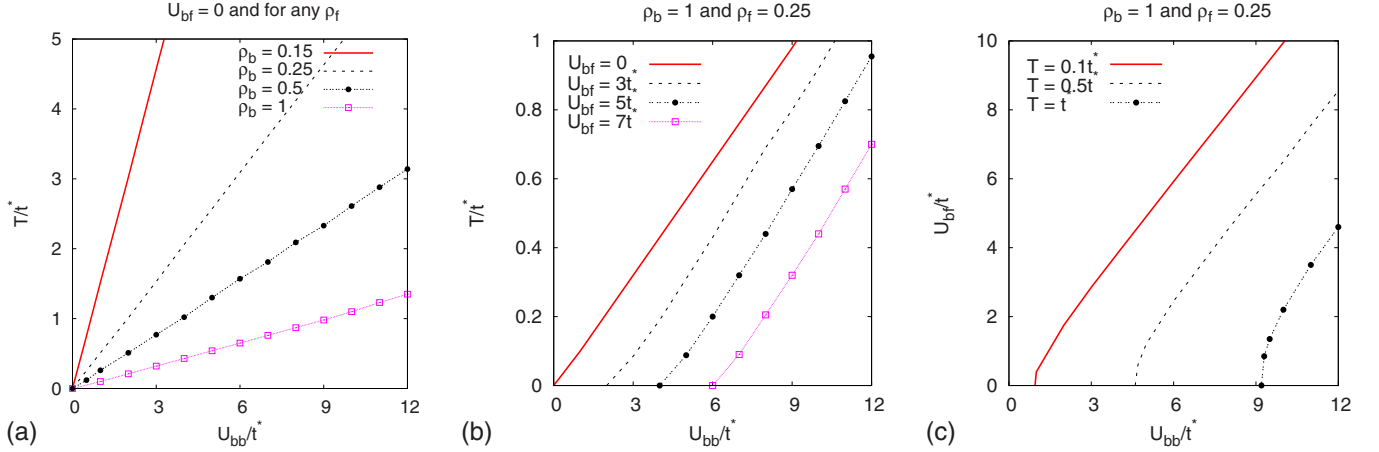 U_bf = 0 and for any ρ_f
ρ_b = 0.15
ρ_b = 0.25
ρ_b = 0.5
ρ_b = 1
5
4
3
2
1
0
T/t*
0 3 6 9 12
U_bb/t*
(a)
ρ_b = 1 and ρ_f = 0.25
U_bf = 0
U_bf = 3t*
U_bf = 5t*
U_bf = 7t*
1
0.8
0.6
0.4
0.2
0
T/t*
0 3 6 9 12
U_bb/t*
(b)
ρ_b = 1 and ρ_f = 0.25
T = 0.1t*
T = 0.5t*
T = t*
10
8
6
4
2
0
U_bf/t*
0 3 6 9 12
U_bb/t*
(c)